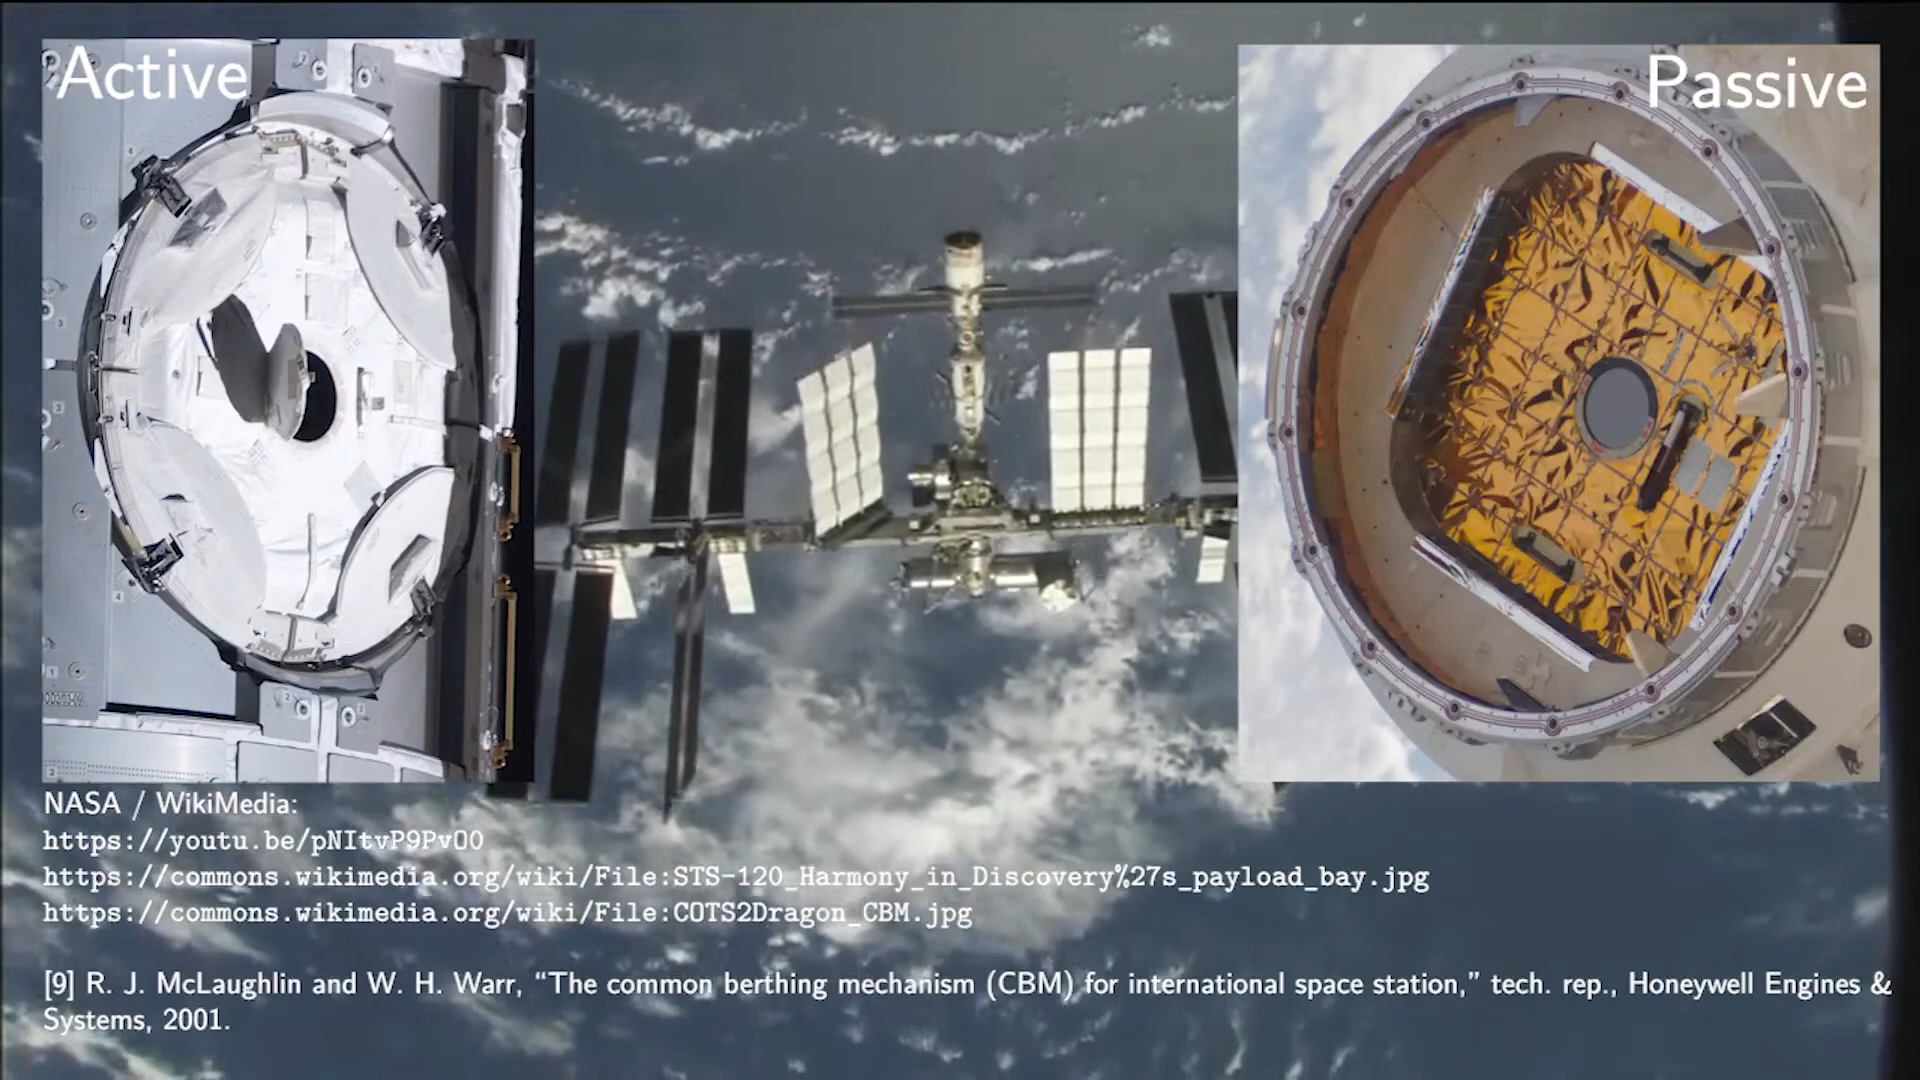 Active
Passive
NASA / WikiMedia:
https://youtu.be/pNItvP9PvO0
https://commons.wikimedia.org/wiki/File:STS-120_Harmony_in_Discovery%27s_payload_bay.jpg
https://commons.wikimedia.org/wiki/File:COTS2Dragon_CBM.jpg
[9] R. J. McLaughlin and W. H. Warr, “The common berthing mechanism (CBM) for international space station,” tech. rep., Honeywell Engines &
Systems, 2001.